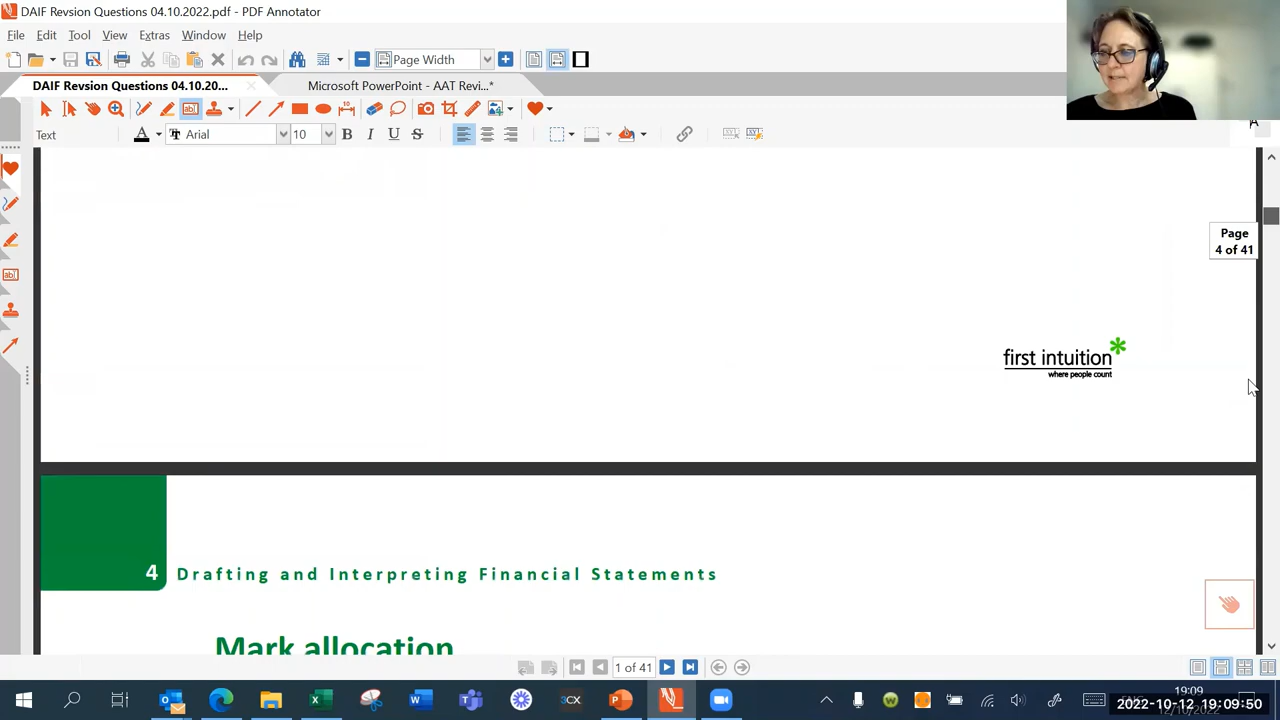 DAIF Revsion Questions 04.10.2022.pdf - PDF Annotator
File Edit Tool View Extras Window Help
Page Width
DAIF Revsion Questions 04.10.20...
Microsoft PowerPoint - AAT Revi...*
Text
A
Arial
10
B I U S
Page
4 of 41
first intuition*
where people count
4 Drafting and Interpreting Financial Statements
Mark allocation
1 of 41
3CX
19:09
2022-10-12 19:09:50